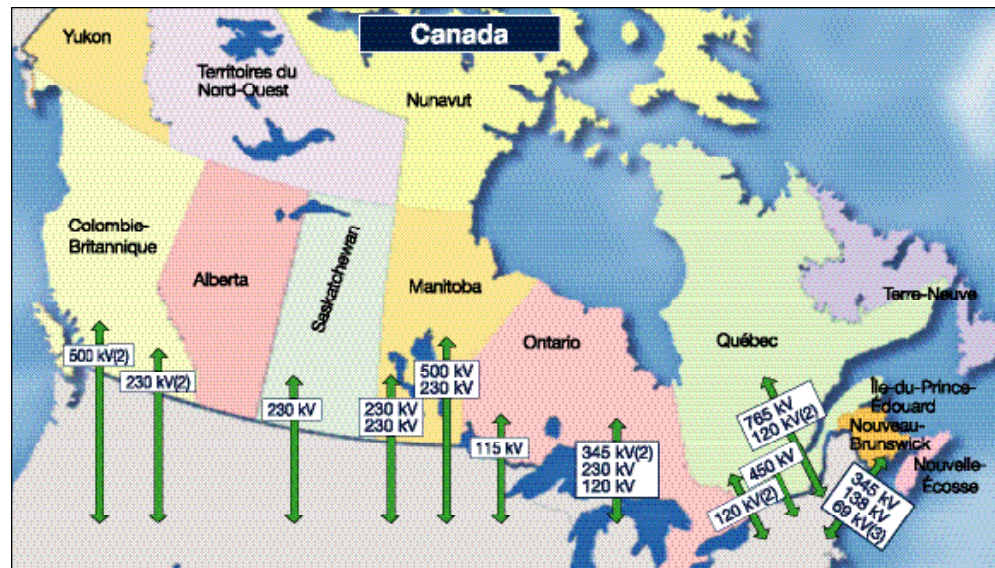 Canada
Yukon
Territoires du
Nord-Ouest
Nunavut
Colombie-
Britannique
Alberta
Saskatchewan
Manitoba
Ontario
Québec
Terre-Neuve
Île-du-Prince-
Édouard
Nouveau-
Brunswick
Nouvelle-
Écosse
500 kV(2)
230 kV(2)
230 kV
230 kV
230 kV
500 kV
230 kV
115 kV
345 kV(2)
230 kV
120 kV
120 kV(2)
450 kV
765 kV
120 kV(2)
345 kV
138 kV
69 kV(3)